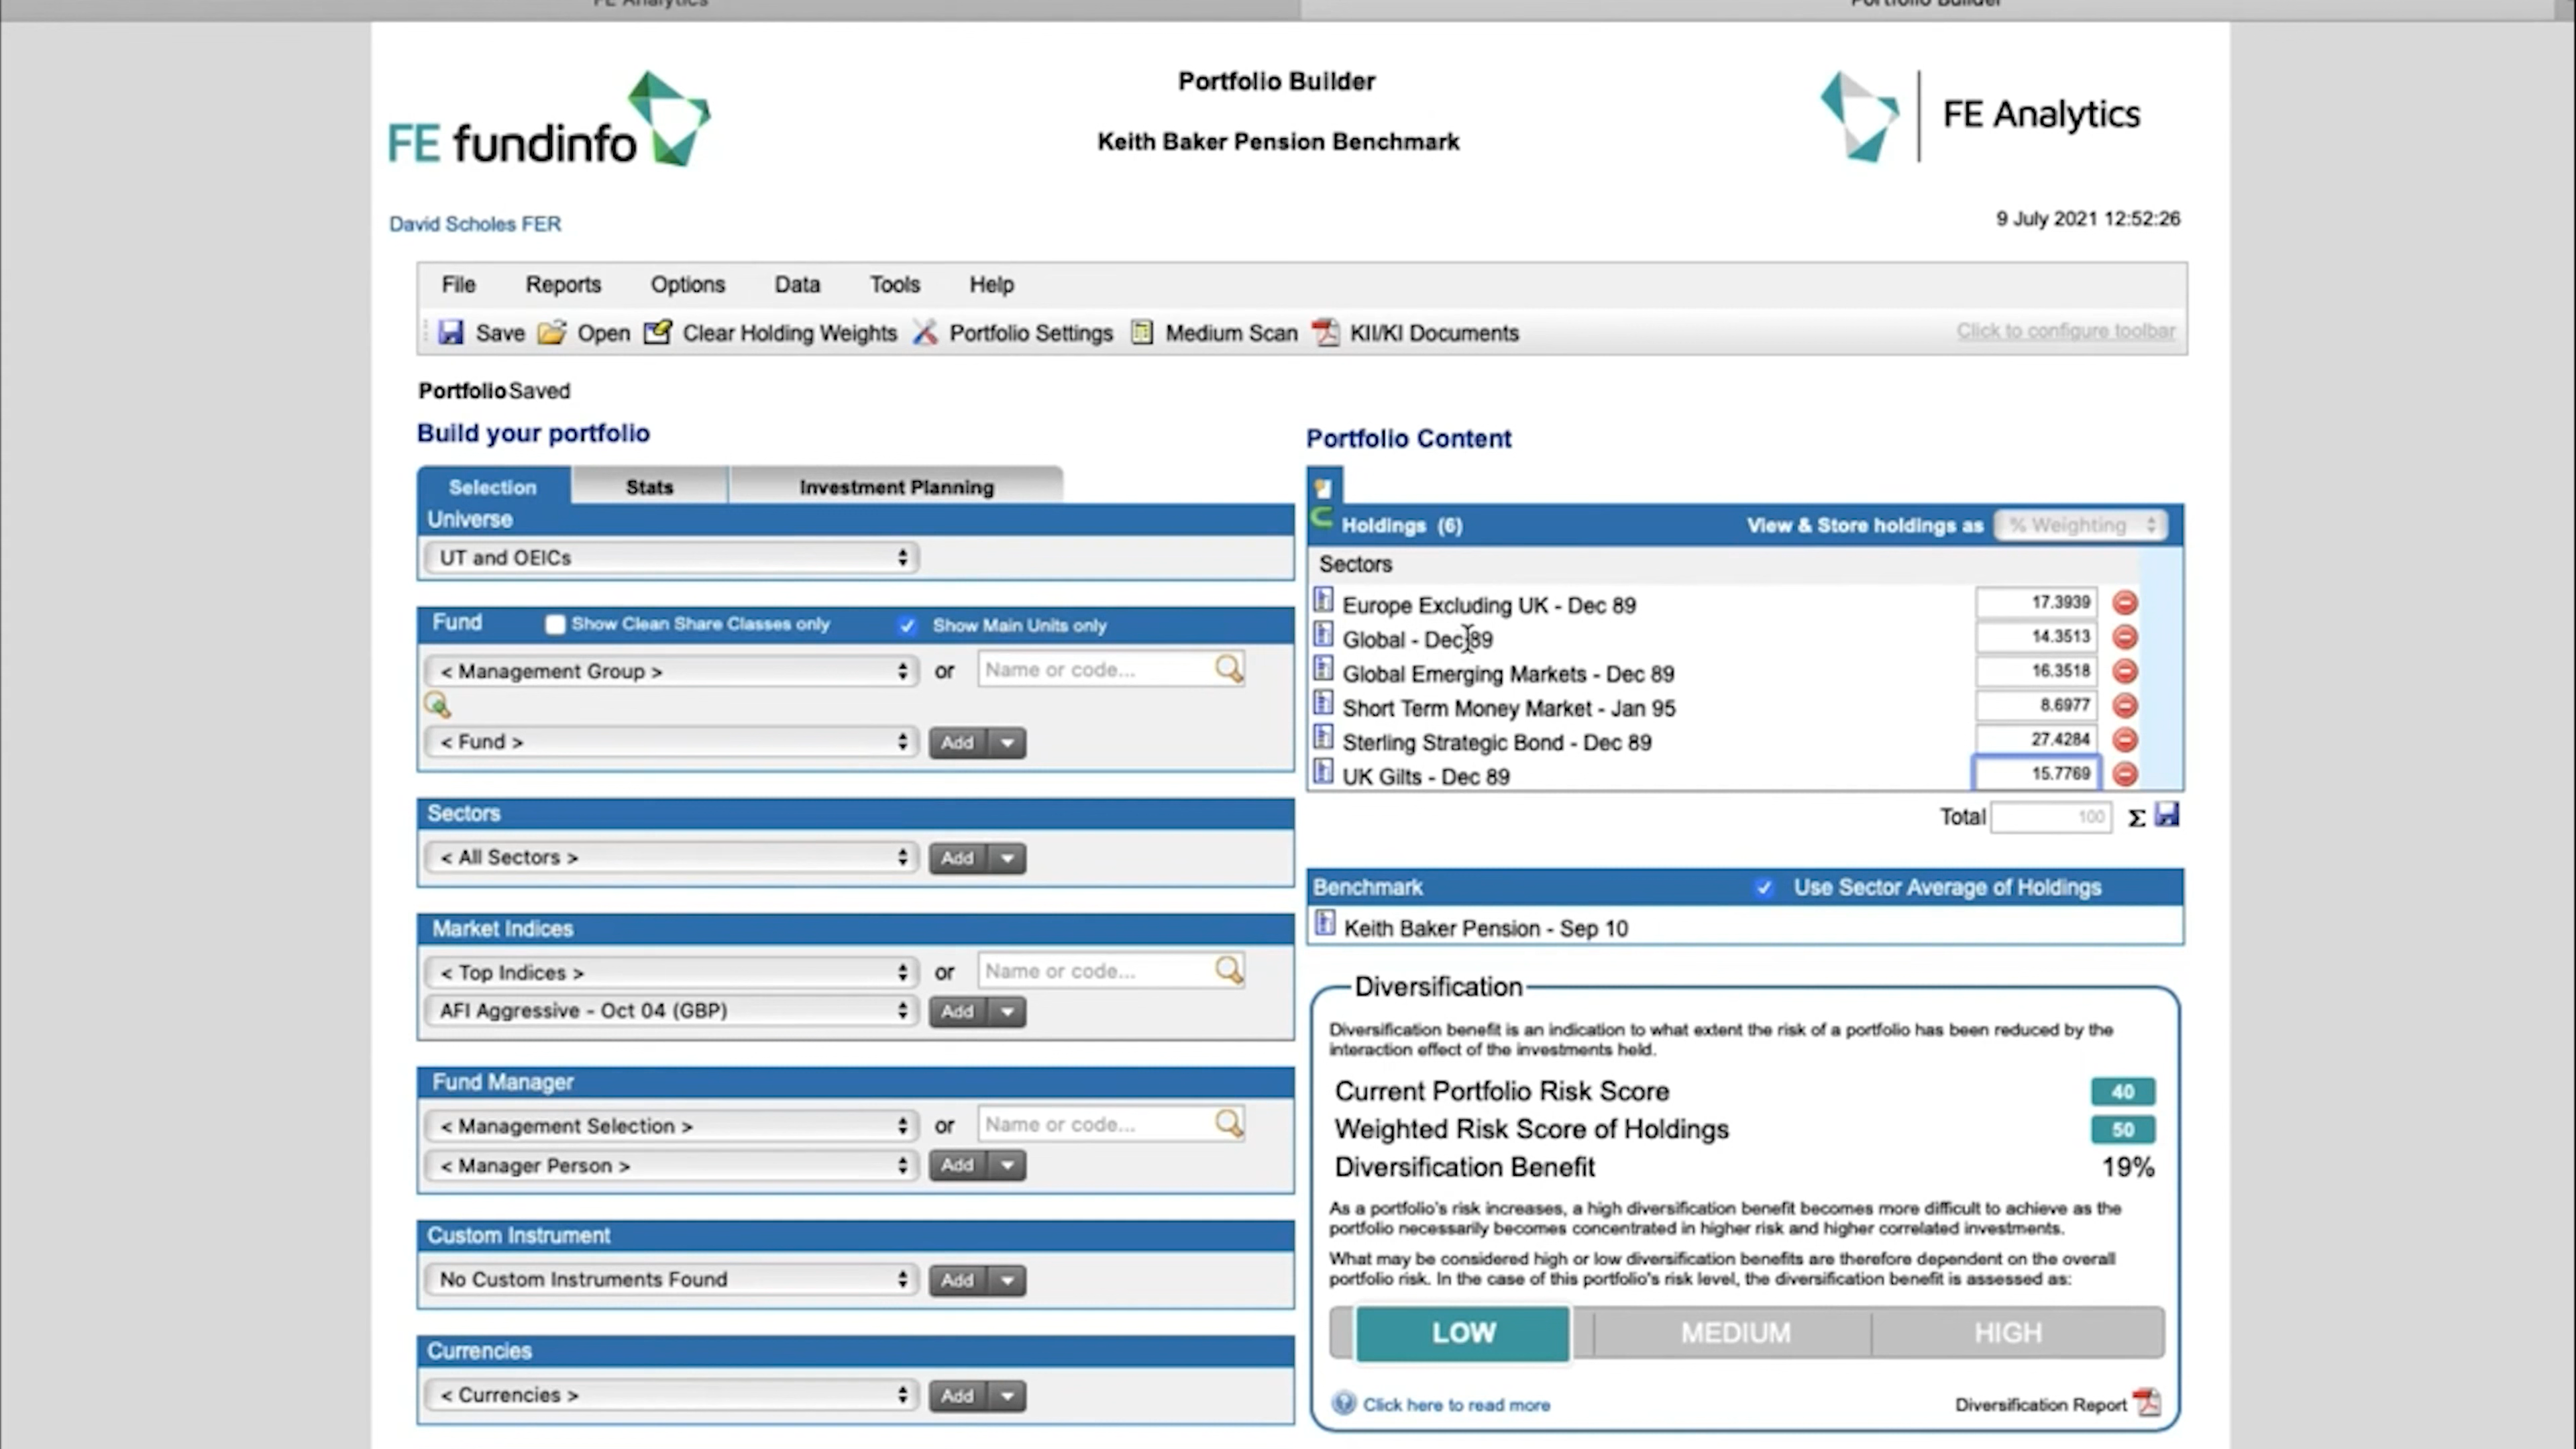 FE Analytics
Portfolio Builder
FE fundinfo
Portfolio Builder
Keith Baker Pension Benchmark
FE Analytics
David Scholes FER
9 July 2021 12:52:26
File Reports Options Data Tools Help
Save Open Clear Holding Weights Portfolio Settings Medium Scan KII/KI Documents Click to configure toolbar
Portfolio Saved
Build your portfolio
Selection Stats Investment Planning
Universe
UT and OEICs
Fund Show Clean Share Classes only Show Main Units only
< Management Group > or Name or code...
< Fund > Add
Sectors
< All Sectors > Add
Market Indices
< Top Indices > or Name or code...
AFI Aggressive - Oct 04 (GBP) Add
Fund Manager
< Management Selection > or Name or code...
< Manager Person > Add
Custom Instrument
No Custom Instruments Found Add
Currencies
< Currencies > Add
Portfolio Content
Holdings (6) View & Store holdings as % Weighting
Sectors
Europe Excluding UK - Dec 89 17.3939
Global - Dec 89 14.3513
Global Emerging Markets - Dec 89 16.3518
Short Term Money Market - Jan 95 8.6977
Sterling Strategic Bond - Dec 89 27.4284
UK Gilts - Dec 89 15.7769
Total 100 Σ
Benchmark Use Sector Average of Holdings
Keith Baker Pension - Sep 10
Diversification
Diversification benefit is an indication to what extent the risk of a portfolio has been reduced by the
interaction effect of the investments held.
Current Portfolio Risk Score 40
Weighted Risk Score of Holdings 50
Diversification Benefit 19%
As a portfolio's risk increases, a high diversification benefit becomes more difficult to achieve as the
portfolio necessarily becomes concentrated in higher risk and higher correlated investments.
What may be considered high or low diversification benefits are therefore dependent on the overall
portfolio risk. In the case of this portfolio's risk level, the diversification benefit is assessed as:
LOW MEDIUM HIGH
Click here to read more Diversification Report